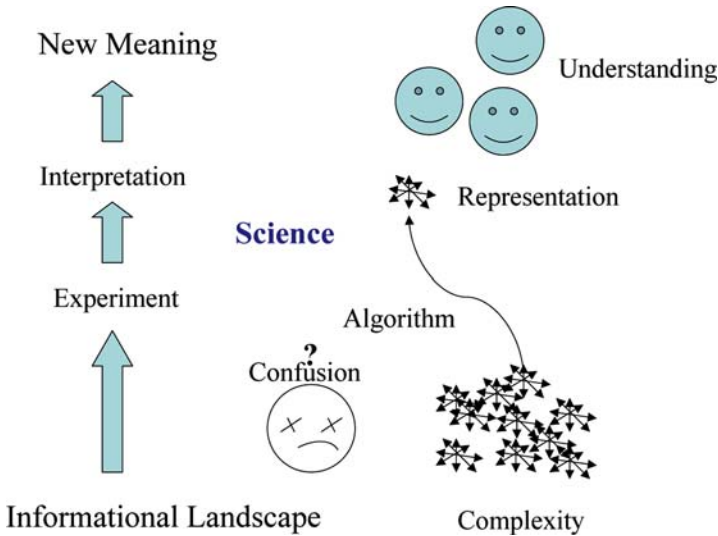 New Meaning
Understanding
Interpretation
Representation
Science
Experiment
Algorithm
?
Confusion
Informational Landscape
Complexity